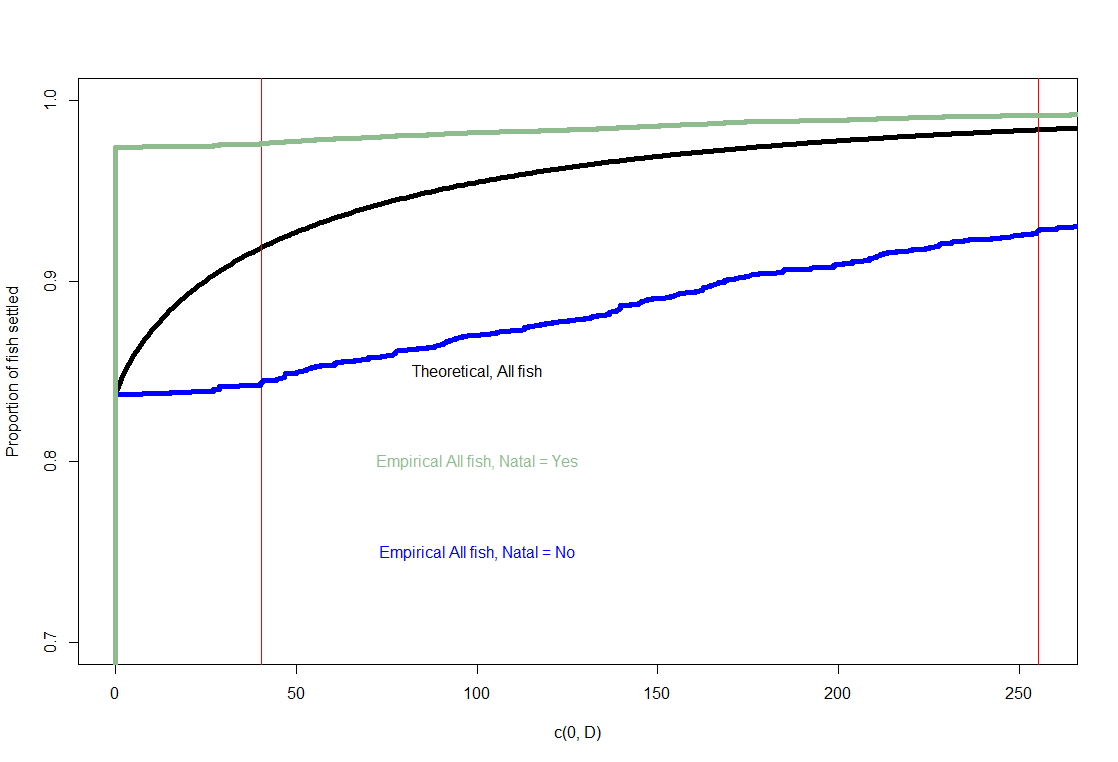 1.0
0.9
0.8
0.7
Proportion of fish settled
Theoretical, All fish
Empirical All fish, Natal = Yes
Empirical All fish, Natal = No
0 50 100 150 200 250
c(0, D)